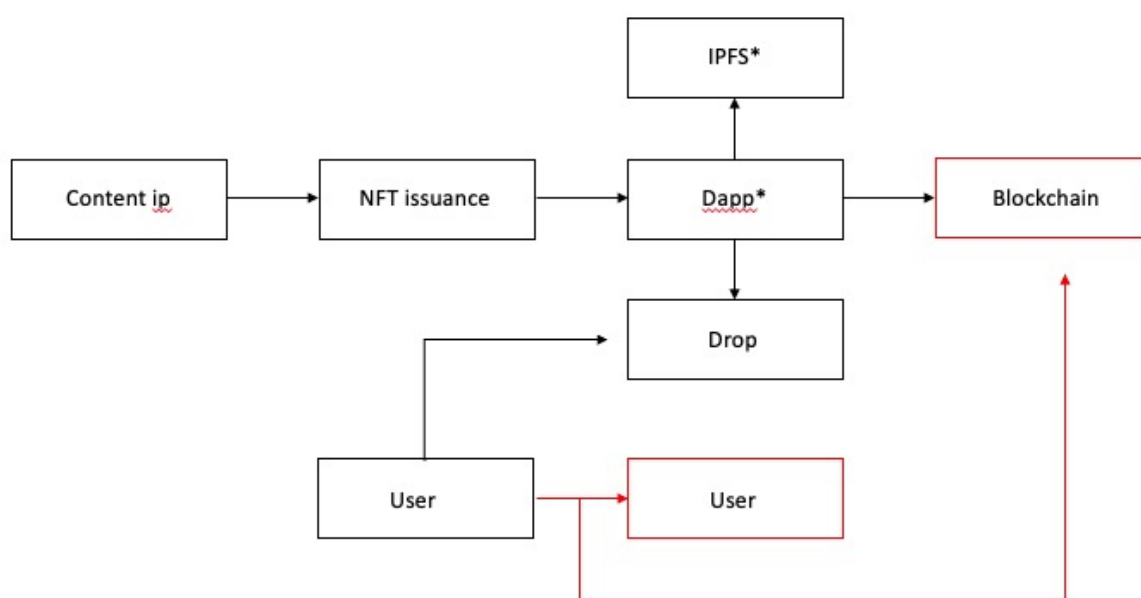 IPFS*
Content ip
NFT issuance
Dapp*
Blockchain
Drop
User
User